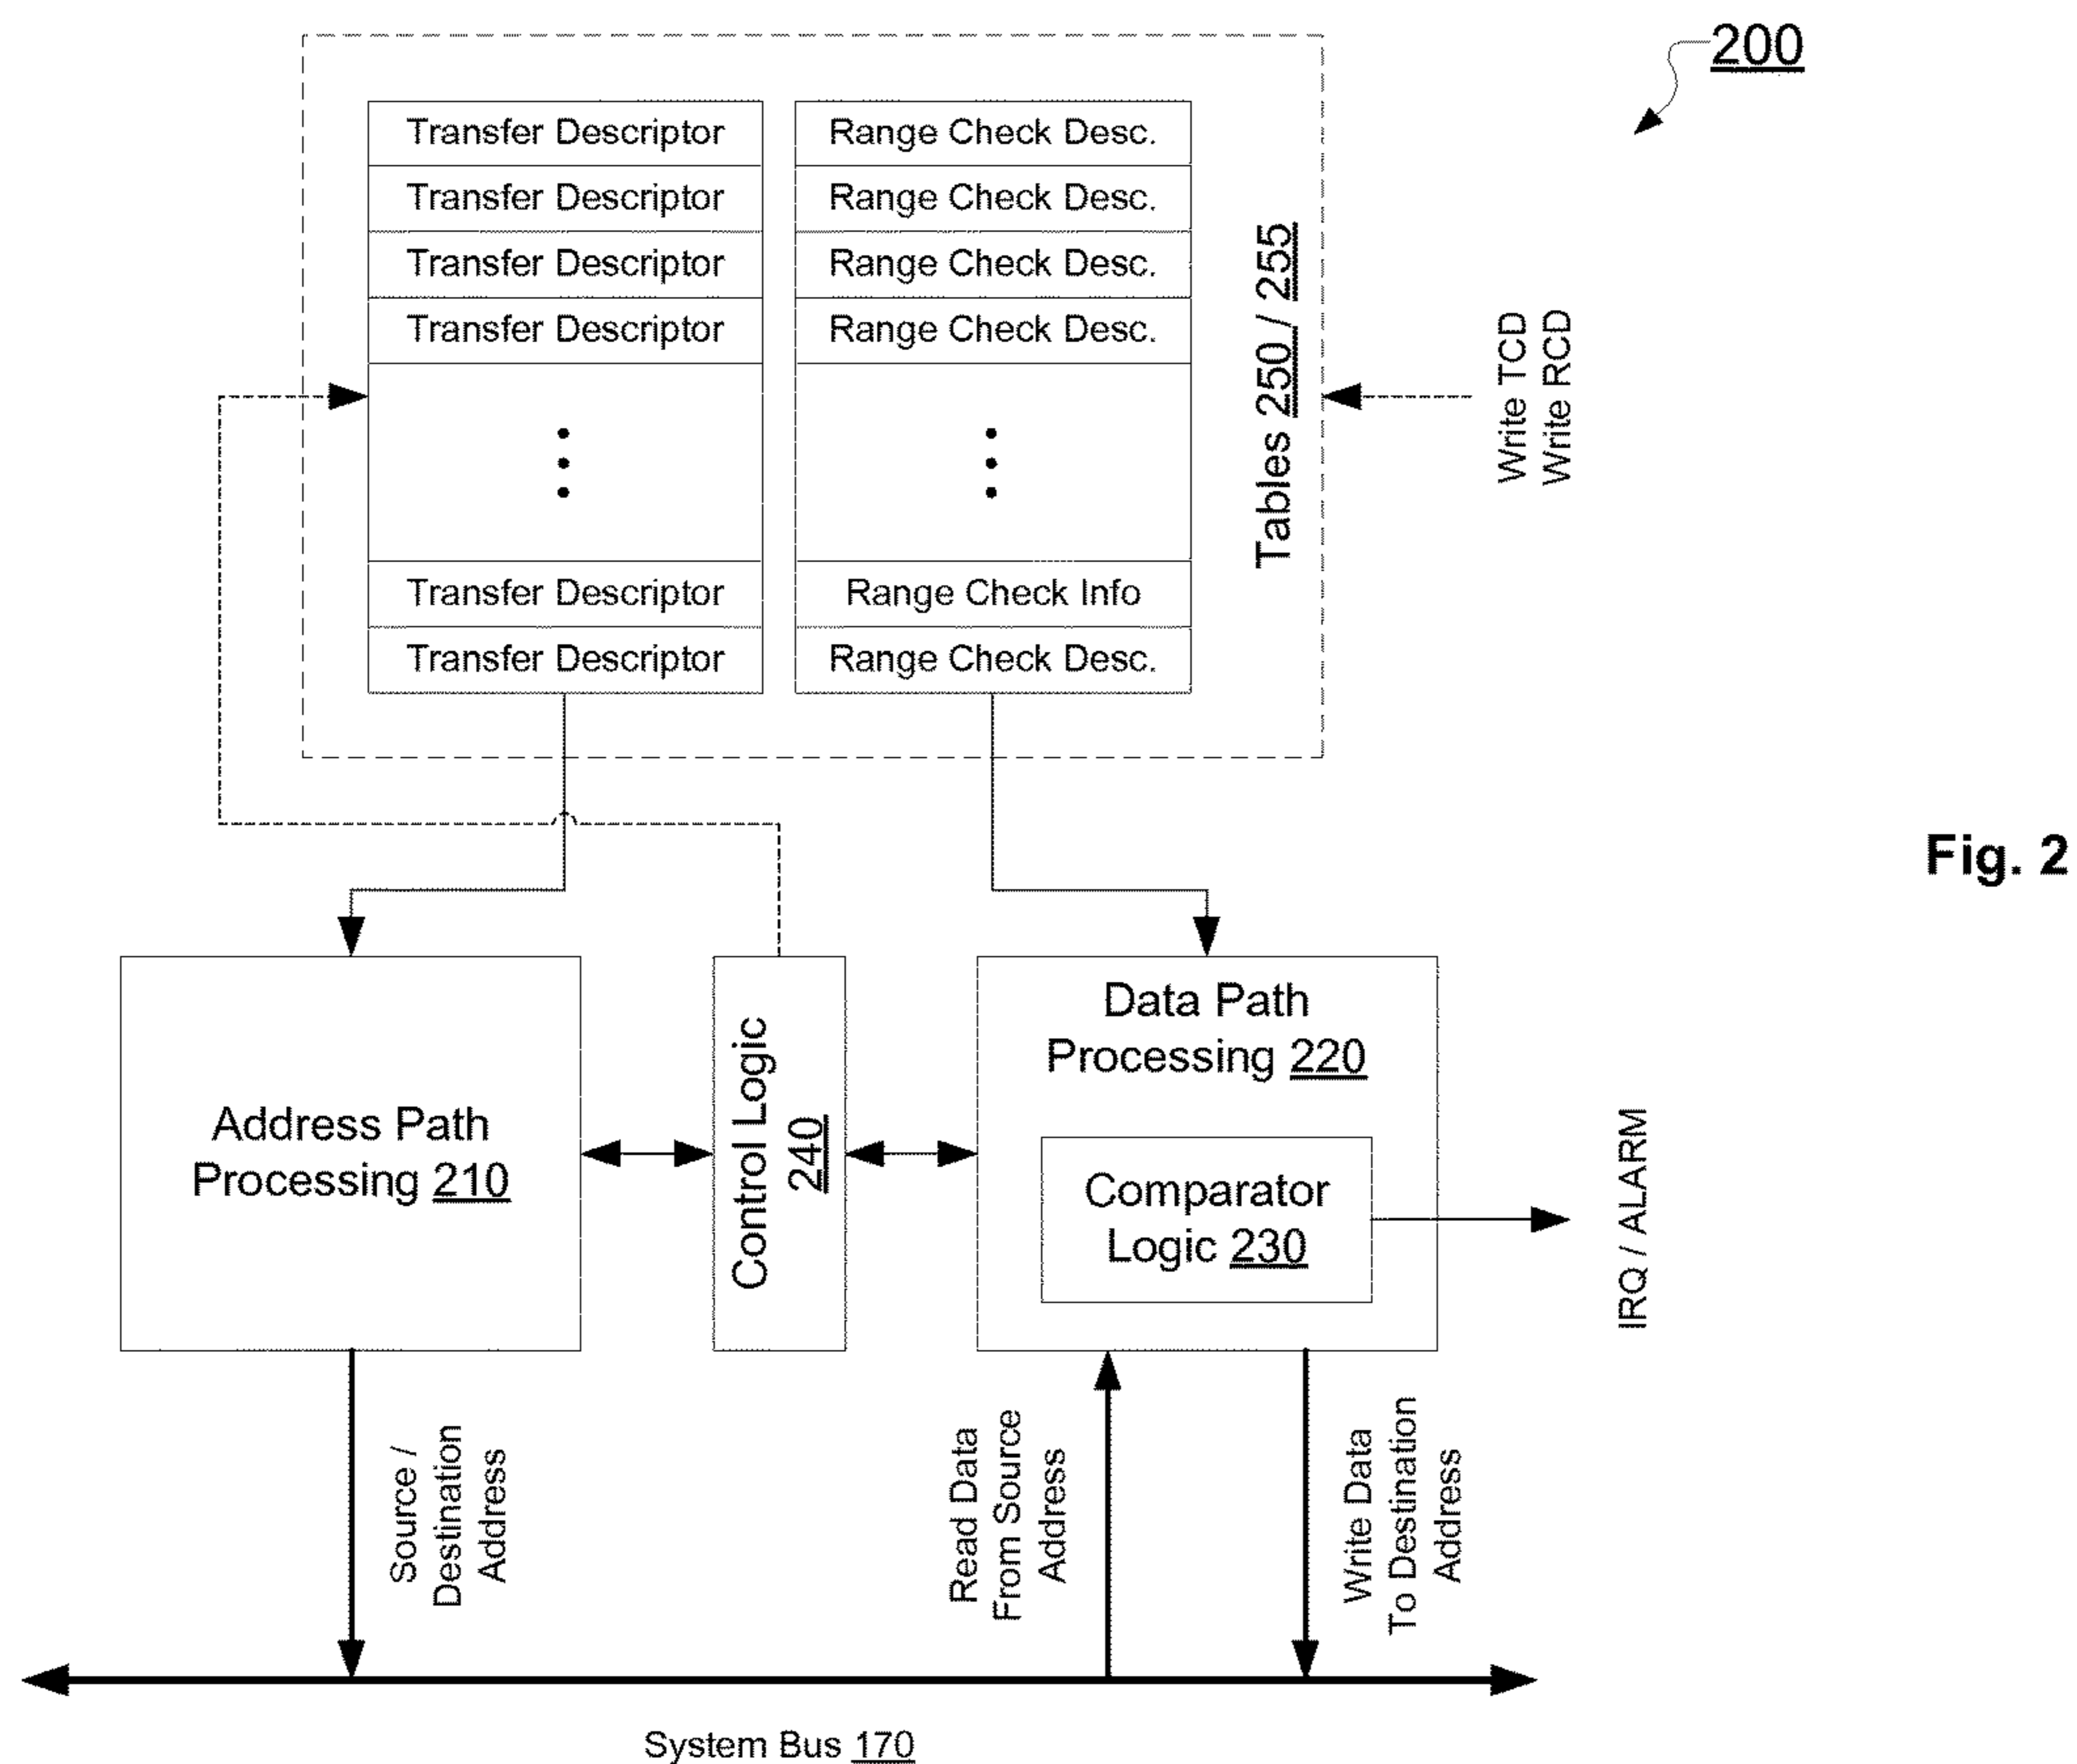 200
Transfer Descriptor
Transfer Descriptor
Transfer Descriptor
Transfer Descriptor
Transfer Descriptor
Transfer Descriptor
Range Check Desc.
Range Check Desc.
Range Check Desc.
Range Check Desc.
Range Check Info
Range Check Desc.
Tables 250 / 255
Write TCD
Write RCD
Fig. 2
Address Path
Processing 210
Control Logic
240
Data Path
Processing 220
Comparator
Logic 230
IRQ / ALARM
Source /
Destination
Address
Read Data
From Source
Address
Write Data
To Destination
Address
System Bus 170